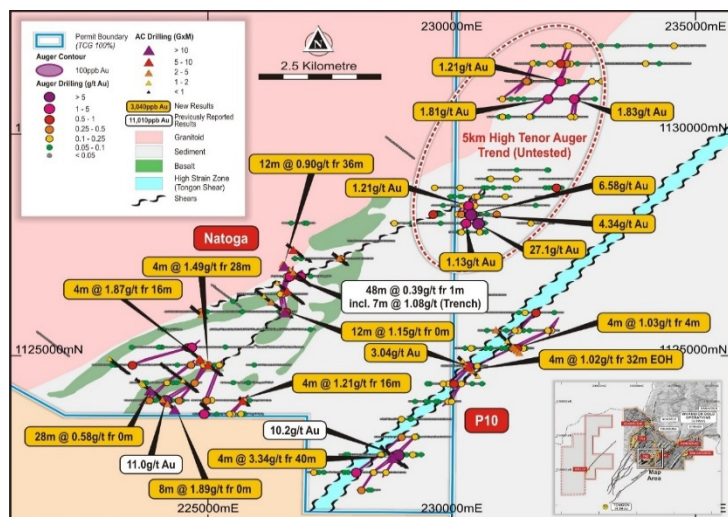 230000mE
235000mE
Permit Boundary
(TCG 100%)
Auger Contour
100ppb Au
Auger Drilling (g/t Au)
> 5
1 - 5
0.5 - 1
0.25 - 0.5
0.1 - 0.25
0.05 - 0.1
< 0.05
AC Drilling (GxM)
> 10
5 - 10
2 - 5
1 - 2
< 1
3,040ppb Au
New Results
11,010ppb Au
Previously Reported
Results
Granitoid
Sediment
Basalt
High Strain Zone
(Tongon Shear)
Shears
N
2.5 Kilometre
1.21g/t Au
1.81g/t Au
1.83g/t Au
1130000mN
5km High Tenor Auger
Trend (Untested)
12m @ 0.90g/t fr 36m
1.21g/t Au
6.58g/t Au
4.34g/t Au
27.1g/t Au
1.13g/t Au
Natoga
4m @ 1.49g/t fr 28m
4m @ 1.87g/t fr 16m
48m @ 0.39g/t fr 1m
incl. 7m @ 1.08g/t (Trench)
12m @ 1.15g/t fr 0m
4m @ 1.03g/t fr 4m
1125000mN
1125000mN
3.04g/t Au
4m @ 1.02g/t fr 32m EOH
4m @ 1.21g/t fr 16m
P10
10.2g/t Au
28m @ 0.58g/t fr 0m
11.0g/t Au
4m @ 3.34g/t fr 40m
8m @ 1.89g/t fr 0m
Map
Area
225000mE
230000mE